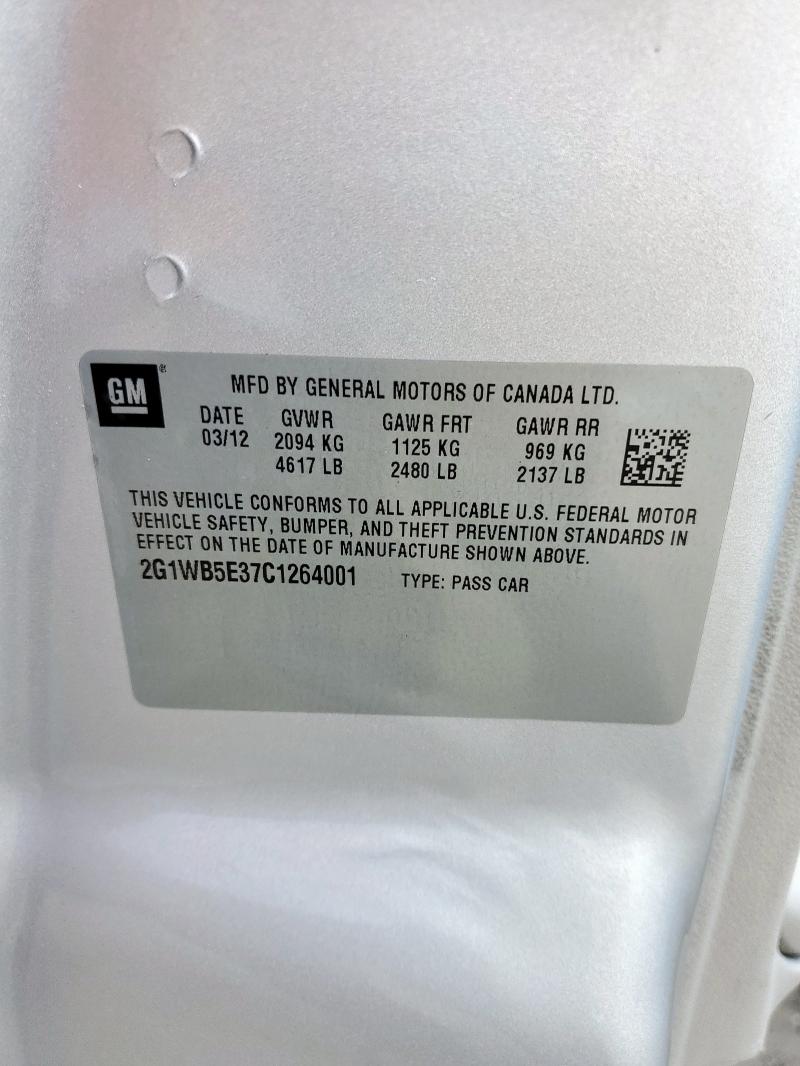 GM®
MFD BY GENERAL MOTORS OF CANADA LTD.
DATE GVWR GAWR FRT GAWR RR
03/12 2094 KG 1125 KG 969 KG
4617 LB 2480 LB 2137 LB
THIS VEHICLE CONFORMS TO ALL APPLICABLE U.S. FEDERAL MOTOR
VEHICLE SAFETY, BUMPER, AND THEFT PREVENTION STANDARDS IN
EFFECT ON THE DATE OF MANUFACTURE SHOWN ABOVE.
2G1WB5E37C1264001 TYPE: PASS CAR